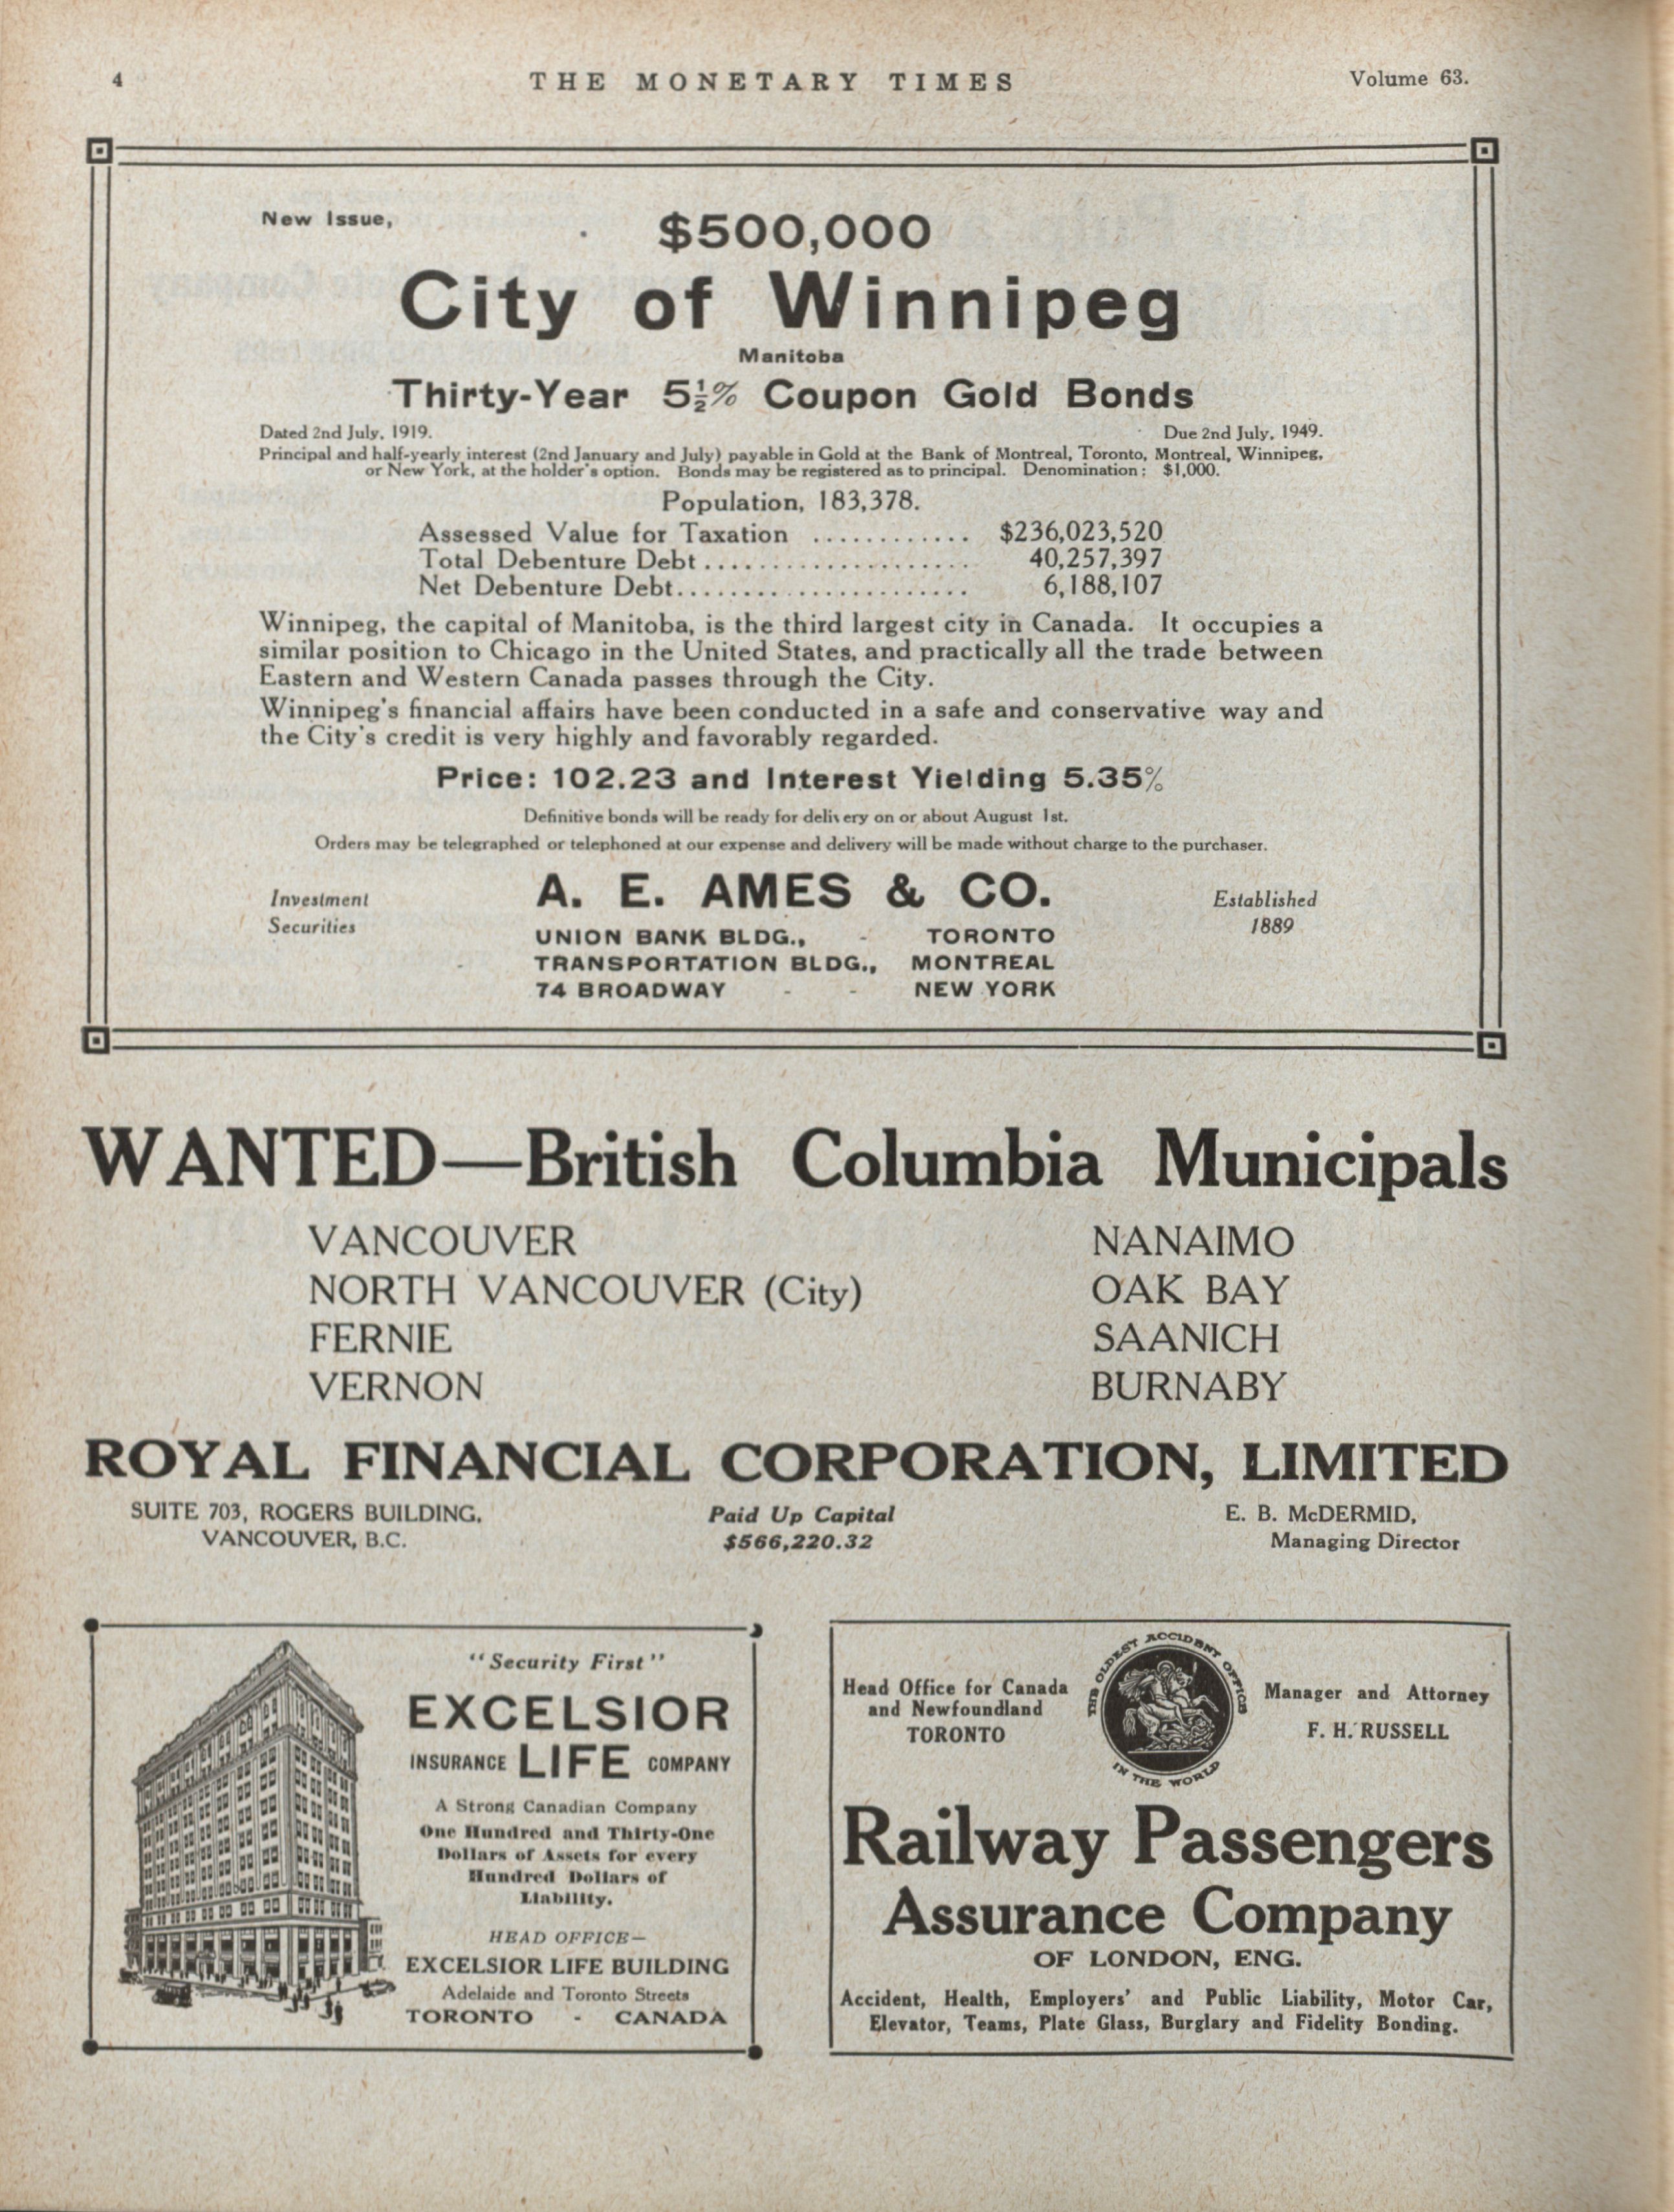 4
THE MONETARY TIMES
Volume 63.
New Issue,
$500,000
City of Winnipeg
Manitoba
Thirty-Year 5½% Coupon Gold Bonds
Dated 2nd July, 1919.
Due 2nd July, 1949.
Principal and half-yearly interest (2nd January and July) payable in Gold at the Bank of Montreal, Toronto, Montreal, Winnipeg,
or New York, at the holder's option. Bonds may be registered as to principal. Denomination: $1,000.
Population, 183,378.
Assessed Value for Taxation ............ $236,023,520
Total Debenture Debt .................... 40,257,397
Net Debenture Debt...................... 6,188,107
Winnipeg, the capital of Manitoba, is the third largest city in Canada. It occupies a
similar position to Chicago in the United States, and practically all the trade between
Eastern and Western Canada passes through the City.
Winnipeg's financial affairs have been conducted in a safe and conservative way and
the City's credit is very highly and favorably regarded.
Price: 102.23 and Interest Yielding 5.35%
Definitive bonds will be ready for delivery on or about August 1st.
Orders may be telegraphed or telephoned at our expense and delivery will be made without charge to the purchaser.
Investment
Securities
A. E. AMES & CO.
UNION BANK BLDG., - TORONTO
TRANSPORTATION BLDG., MONTREAL
74 BROADWAY - - NEW YORK
Established
1889
WANTED—British Columbia Municipals
VANCOUVER
NORTH VANCOUVER (City)
FERNIE
VERNON
NANAIMO
OAK BAY
SAANICH
BURNABY
ROYAL FINANCIAL CORPORATION, LIMITED
SUITE 703, ROGERS BUILDING,
VANCOUVER, B.C.
Paid Up Capital
$566,220.32
E. B. McDERMID,
Managing Director
"Security First"
EXCELSIOR
INSURANCE LIFE COMPANY
A Strong Canadian Company
One Hundred and Thirty-One
Dollars of Assets for every
Hundred Dollars of
Liability.
HEAD OFFICE—
EXCELSIOR LIFE BUILDING
Adelaide and Toronto Streets
TORONTO - CANADA
Head Office for Canada
and Newfoundland
TORONTO
THE OLDEST ACCIDENT OFFICE
IN THE WORLD
Manager and Attorney
F. H. RUSSELL
Railway Passengers
Assurance Company
OF LONDON, ENG.
Accident, Health, Employers' and Public Liability, Motor Car,
Elevator, Teams, Plate Glass, Burglary and Fidelity Bonding.